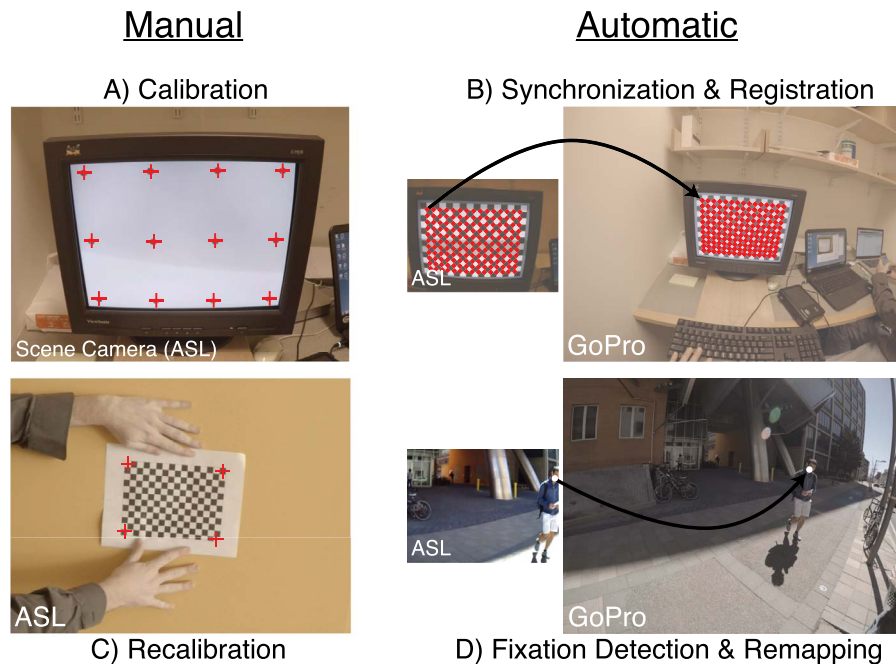 Manual
Automatic
A) Calibration
B) Synchronization & Registration
Scene Camera (ASL)
ASL
GoPro
ASL
ASL
GoPro
C) Recalibration
D) Fixation Detection & Remapping